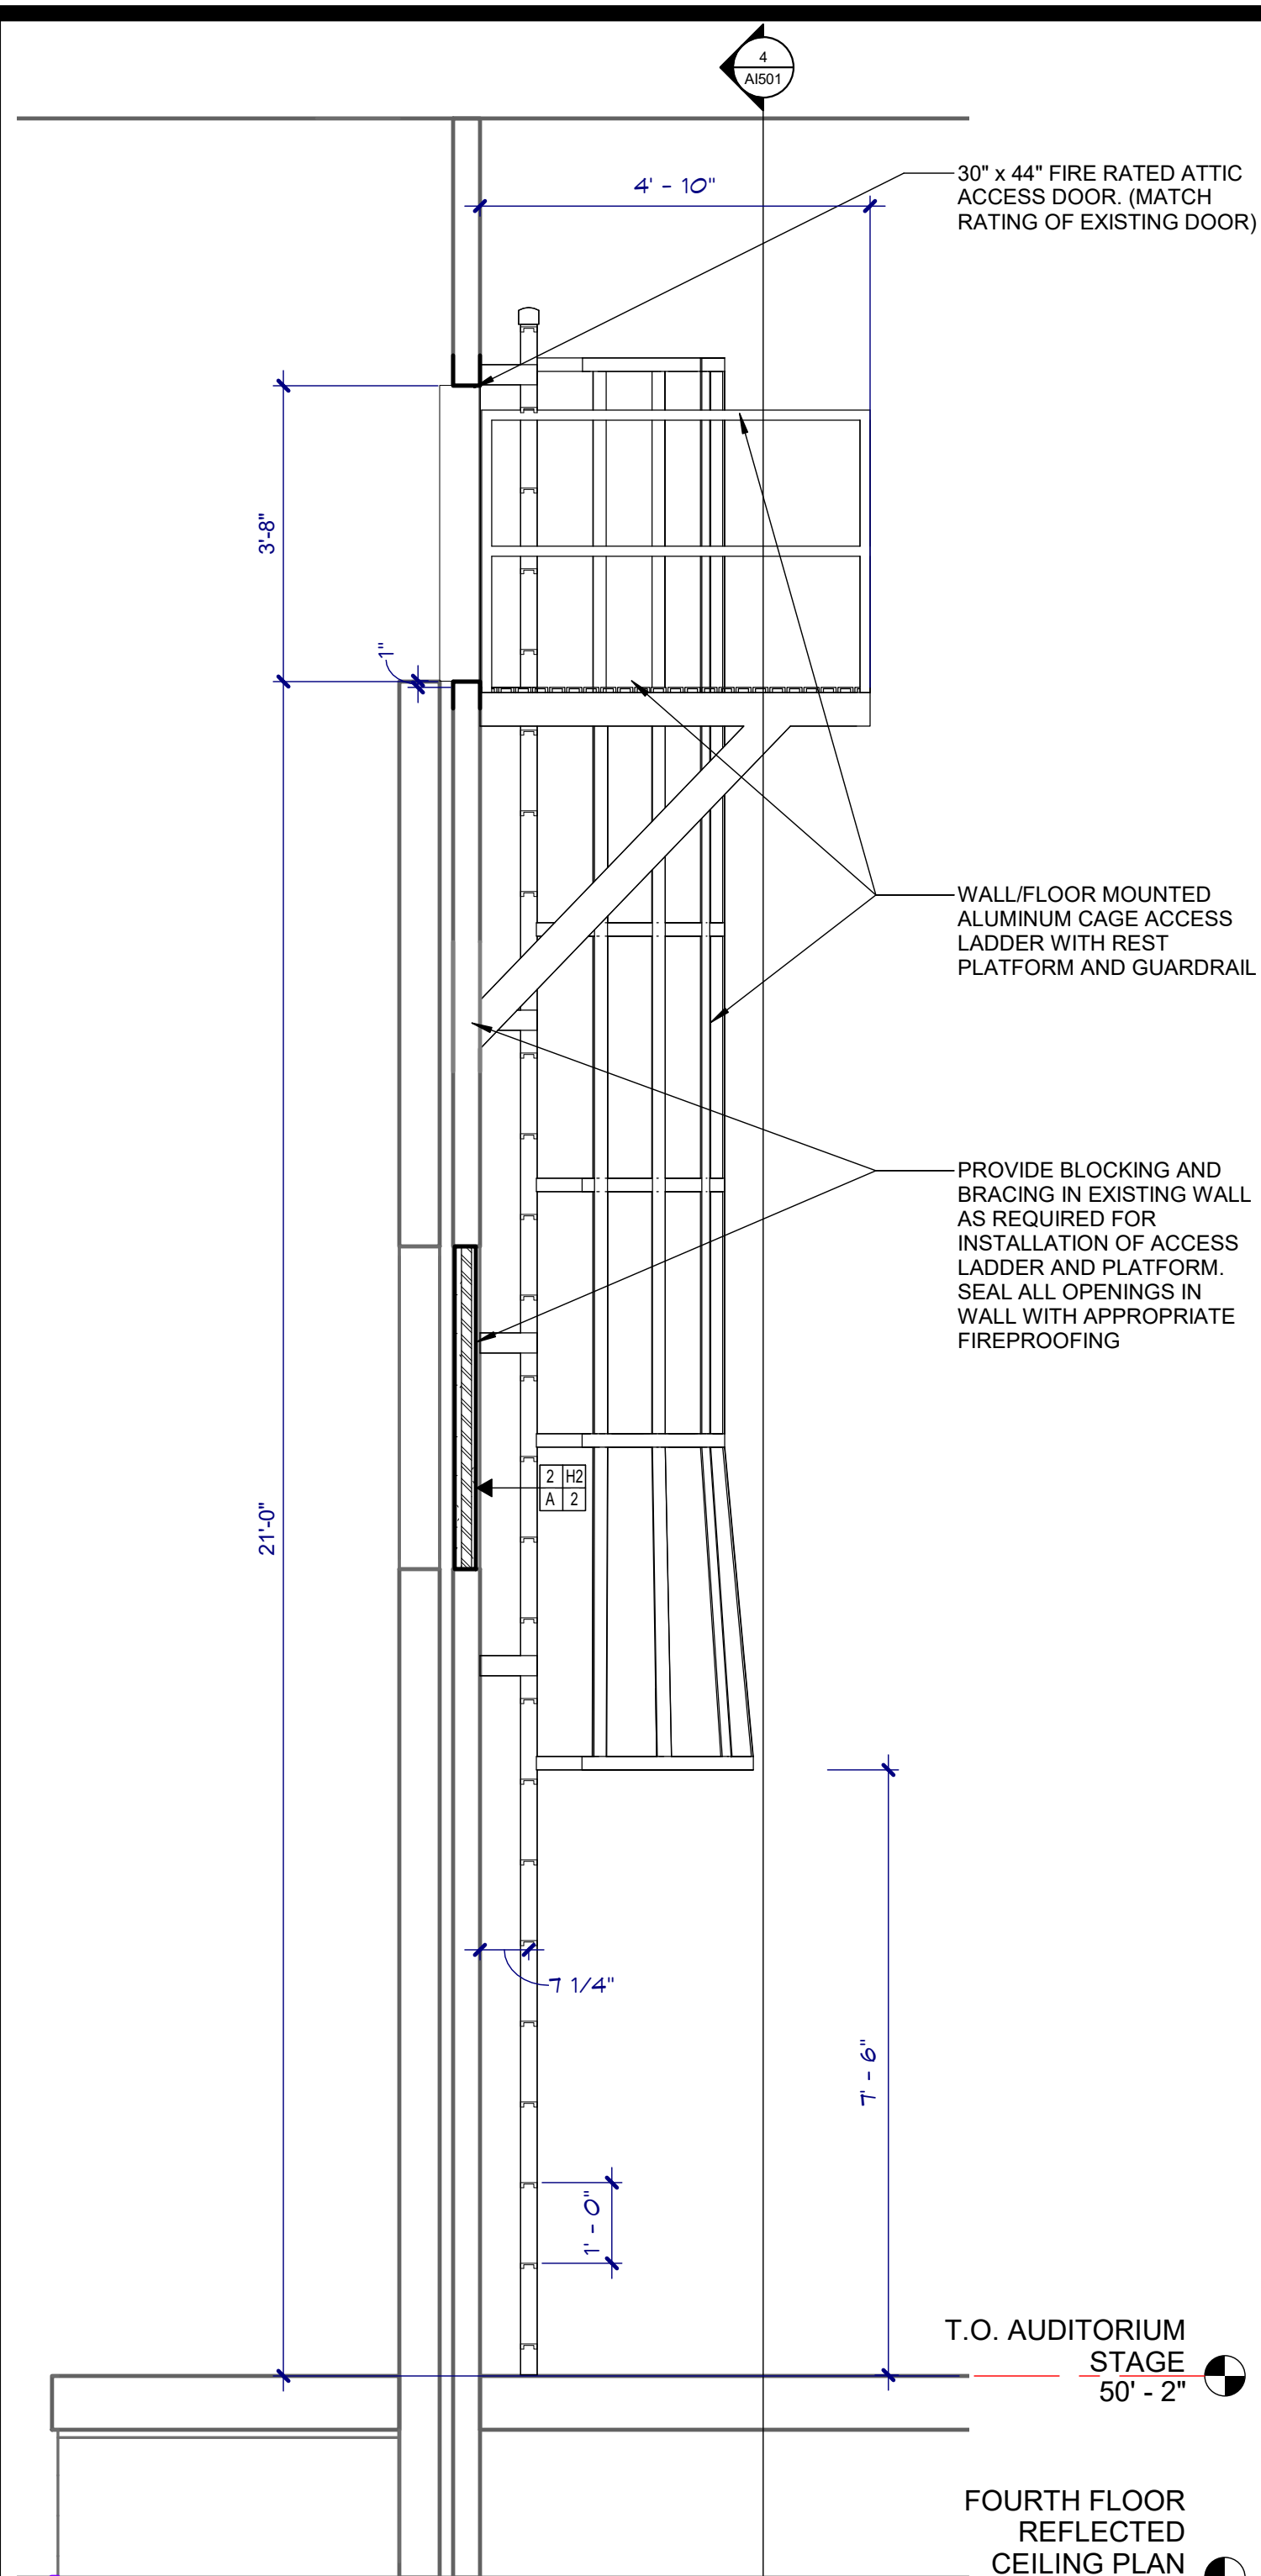 4
AI501
30" x 44" FIRE RATED ATTIC
ACCESS DOOR. (MATCH
RATING OF EXISTING DOOR)
4' - 10"
3'-8"
1"
WALL/FLOOR MOUNTED
ALUMINUM CAGE ACCESS
LADDER WITH REST
PLATFORM AND GUARDRAIL
PROVIDE BLOCKING AND
BRACING IN EXISTING WALL
AS REQUIRED FOR
INSTALLATION OF ACCESS
LADDER AND PLATFORM.
SEAL ALL OPENINGS IN
WALL WITH APPROPRIATE
FIREPROOFING
2 H2
A 2
21'-0"
7 1/4"
7' - 6"
1' - 0"
T.O. AUDITORIUM
STAGE
50' - 2"
FOURTH FLOOR
REFLECTED
CEILING PLAN